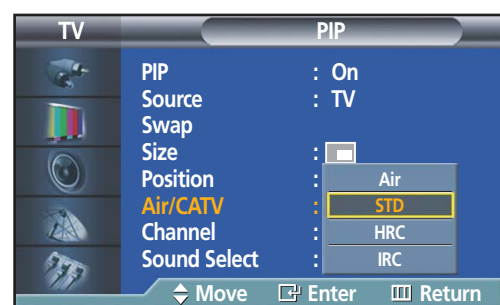 TV PIP
PIP : On
Source : TV
Swap
Size :
Position : Air
Air/CATV : STD
Channel : HRC
Sound Select : IRC
Move Enter Return